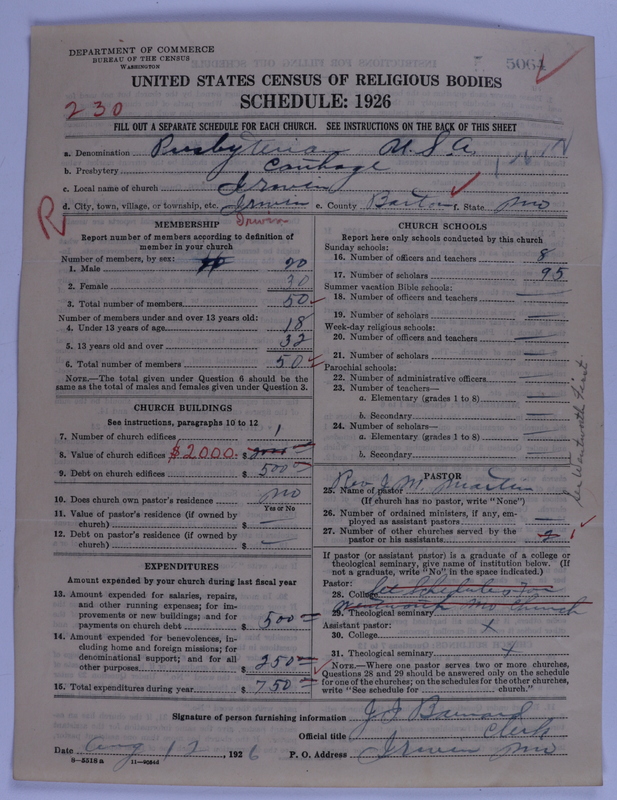 DEPARTMENT OF COMMERCE
BUREAU OF THE CENSUS
WASHINGTON
5064
UNITED STATES CENSUS OF RELIGIOUS BODIES
SCHEDULE: 1926
230
FILL OUT A SEPARATE SCHEDULE FOR EACH CHURCH. SEE INSTRUCTIONS ON THE BACK OF THIS SHEET
a. Denomination Presbyterian U.S.A.
b. Presbytery Carthage
c. Local name of church Irwin
d. City, town, village, or township, etc. Irwin e. County Barton f. State Mo
R Irwin
MEMBERSHIP
Report number of members according to definition of
member in your church
Number of members, by sex:
1. Male 20
2. Female 30
3. Total number of members 50
Number of members under and over 13 years old:
4. Under 13 years of age 18
5. 13 years old and over 32
6. Total number of members 50
NOTE.—The total given under Question 6 should be
same as the total of males and females given under Question 3.
CHURCH BUILDINGS
See instructions, paragraphs 10 to 12
7. Number of church edifices 1
8. Value of church edifices $2000. $
9. Debt on church edifices $ 500
10. Does church own pastor's residence no
Yes or No
11. Value of pastor's residence (if owned by
church) $ —
12. Debt on pastor's residence (if owned by
church) $ —
EXPENDITURES
Amount expended by your church during last fiscal year
13. Amount expended for salaries, repairs,
and other running expenses; for im-
provements or new buildings; and for
payments on church debt $ 500
14. Amount expended for benevolences, in-
cluding home and foreign missions; for
denominational support; and for all
other purposes $ 250
15. Total expenditures during year $ 750
CHURCH SCHOOLS
Report here only schools conducted by this church
Sunday schools:
16. Number of officers and teachers 8
17. Number of scholars 95
Summer vacation Bible schools:
18. Number of officers and teachers —
19. Number of scholars —
Week-day religious schools:
20. Number of officers and teachers —
21. Number of scholars —
Parochial schools:
22. Number of administrative officers —
23. Number of teachers—
a. Elementary (grades 1 to 8) —
b. Secondary —
24. Number of scholars—
a. Elementary (grades 1 to 8) —
b. Secondary —
See Wentworth First
PASTOR
25. Name of pastor Rev J. M. Martin
(If church has no pastor, write "None")
26. Number of ordained ministers, if any, em-
ployed as assistant pastors —
27. Number of other churches served by the
pastor or his assistants 1
If pastor (or assistant pastor) is a graduate of a college or
theological seminary, give name of institution below. (If
not a graduate, write "No" in the space indicated.)
Pastor:
28. College Schedule for
29. Theological seminary Wentworth Mo Church
Assistant pastor:
30. College x
31. Theological seminary x
NOTE.—Where one pastor serves two or more churches,
Questions 28 and 29 should be answered only on the schedule
for one of the churches; on the schedules for the other churches,
write "See schedule for church."
Signature of person furnishing information J J Barnard
Official title Clerk
Date Aug 12, 1926 P. O. Address Irwin Mo
8—5518 a 11—9034d